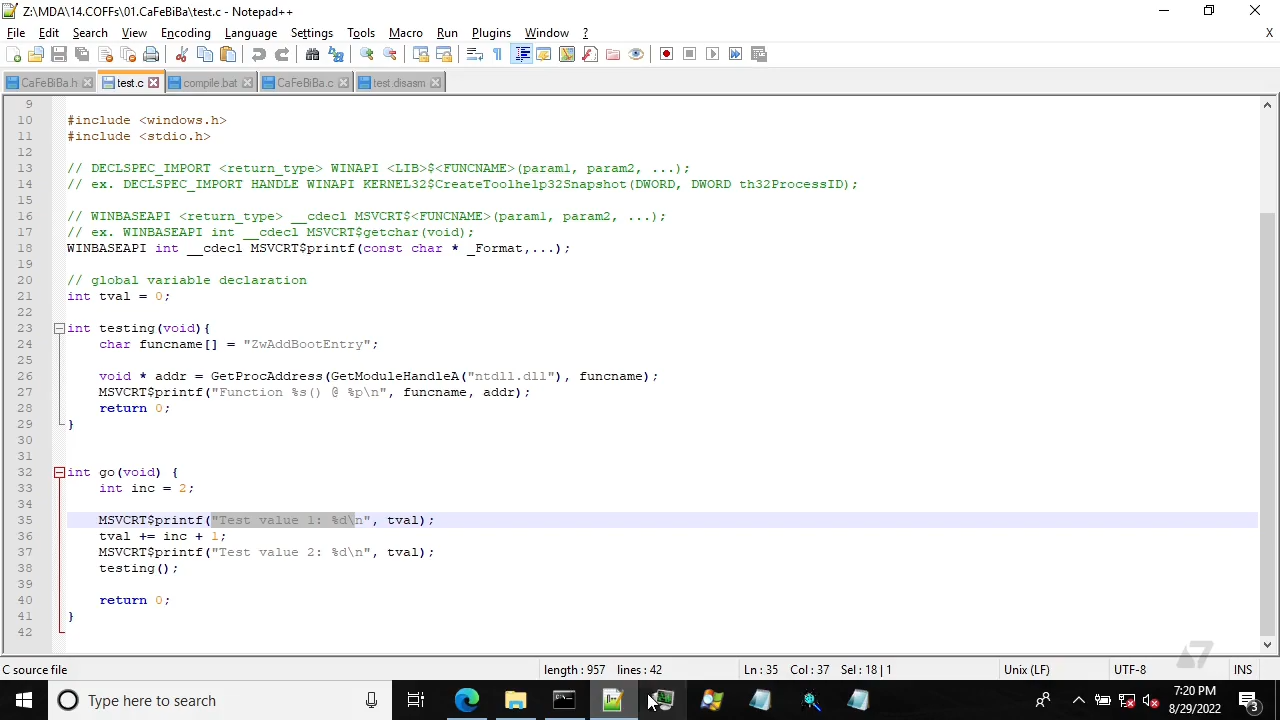 Z:\MDA\14.COFFs\01.CaFeBiBa\test.c - Notepad++
File Edit Search View Encoding Language Settings Tools Macro Run Plugins Window ? X
CaFeBiBa.h test.c compile.bat CaFeBiBa.c test.disasm
9
10 #include <windows.h>
11 #include <stdio.h>
12
13 // DECLSPEC_IMPORT <return_type> WINAPI <LIB>$<FUNCNAME>(param1, param2, ...);
14 // ex. DECLSPEC_IMPORT HANDLE WINAPI KERNEL32$CreateToolhelp32Snapshot(DWORD, DWORD th32ProcessID);
15
16 // WINBASEAPI <return_type> __cdecl MSVCRT$<FUNCNAME>(param1, param2, ...);
17 // ex. WINBASEAPI int __cdecl MSVCRT$getchar(void);
18 WINBASEAPI int __cdecl MSVCRT$printf(const char * _Format,...);
19
20 // global variable declaration
21 int tval = 0;
22
23 int testing(void){
24 char funcname[] = "ZwAddBootEntry";
25
26 void * addr = GetProcAddress(GetModuleHandleA("ntdll.dll"), funcname);
27 MSVCRT$printf("Function %s() @ %p\n", funcname, addr);
28 return 0;
29 }
30
31
32 int go(void) {
33 int inc = 2;
34
35 MSVCRT$printf("Test value 1: %d\n", tval);
36 tval += inc + 1;
37 MSVCRT$printf("Test value 2: %d\n", tval);
38 testing();
39
40 return 0;
41 }
42
C source file length : 957 lines : 42 Ln : 35 Col : 37 Sel : 18 | 1 Unix (LF) UTF-8 INS
Type here to search
7:20 PM
8/29/2022
3